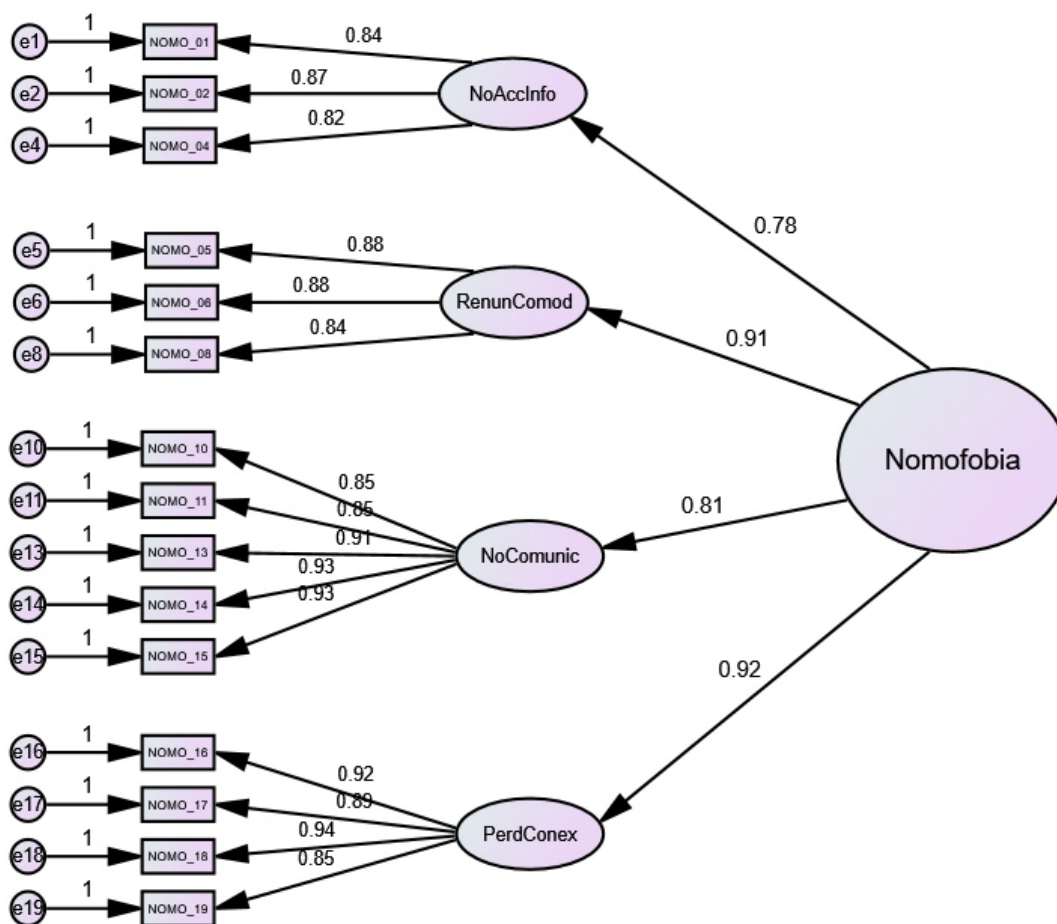 e1 1 NOMO_01 0.84
e2 1 NOMO_02 0.87 NoAccInfo
e4 1 NOMO_04 0.82
0.78
e5 1 NOMO_05 0.88
e6 1 NOMO_06 0.88 RenunComod
e8 1 NOMO_08 0.84
0.91
Nomofobia
e10 1 NOMO_10 0.85
e11 1 NOMO_11 0.85
e13 1 NOMO_13 0.91 NoComunic
e14 1 NOMO_14 0.93
e15 1 NOMO_15 0.93
0.81
0.92
e16 1 NOMO_16 0.92
e17 1 NOMO_17 0.89
PerdConex
e18 1 NOMO_18 0.94
e19 1 NOMO_19 0.85